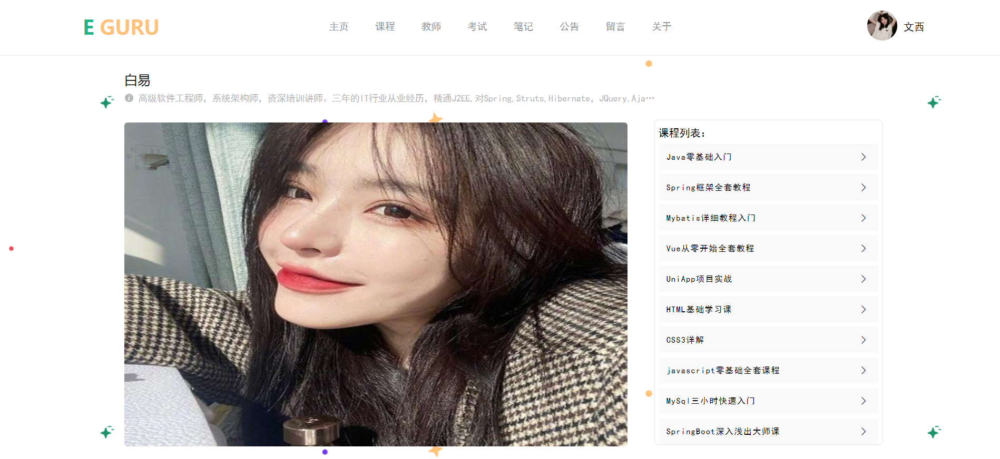 E GURU
主页 课程 教师 考试 笔记 公告 留言 关于
文西
白易
高级软件工程师，系统架构师，资深培训讲师。三年的IT行业从业经历，精通J2EE,对Spring,Struts,Hibernate，JQuery,Aja…
课程列表：
Java零基础入门
Spring框架全套教程
Mybatis详细教程入门
Vue从零开始全套教程
UniApp项目实战
HTML基础学习课
CSS3详解
javascript零基础全套课程
MySql三小时快速入门
SpringBoot深入浅出大师课